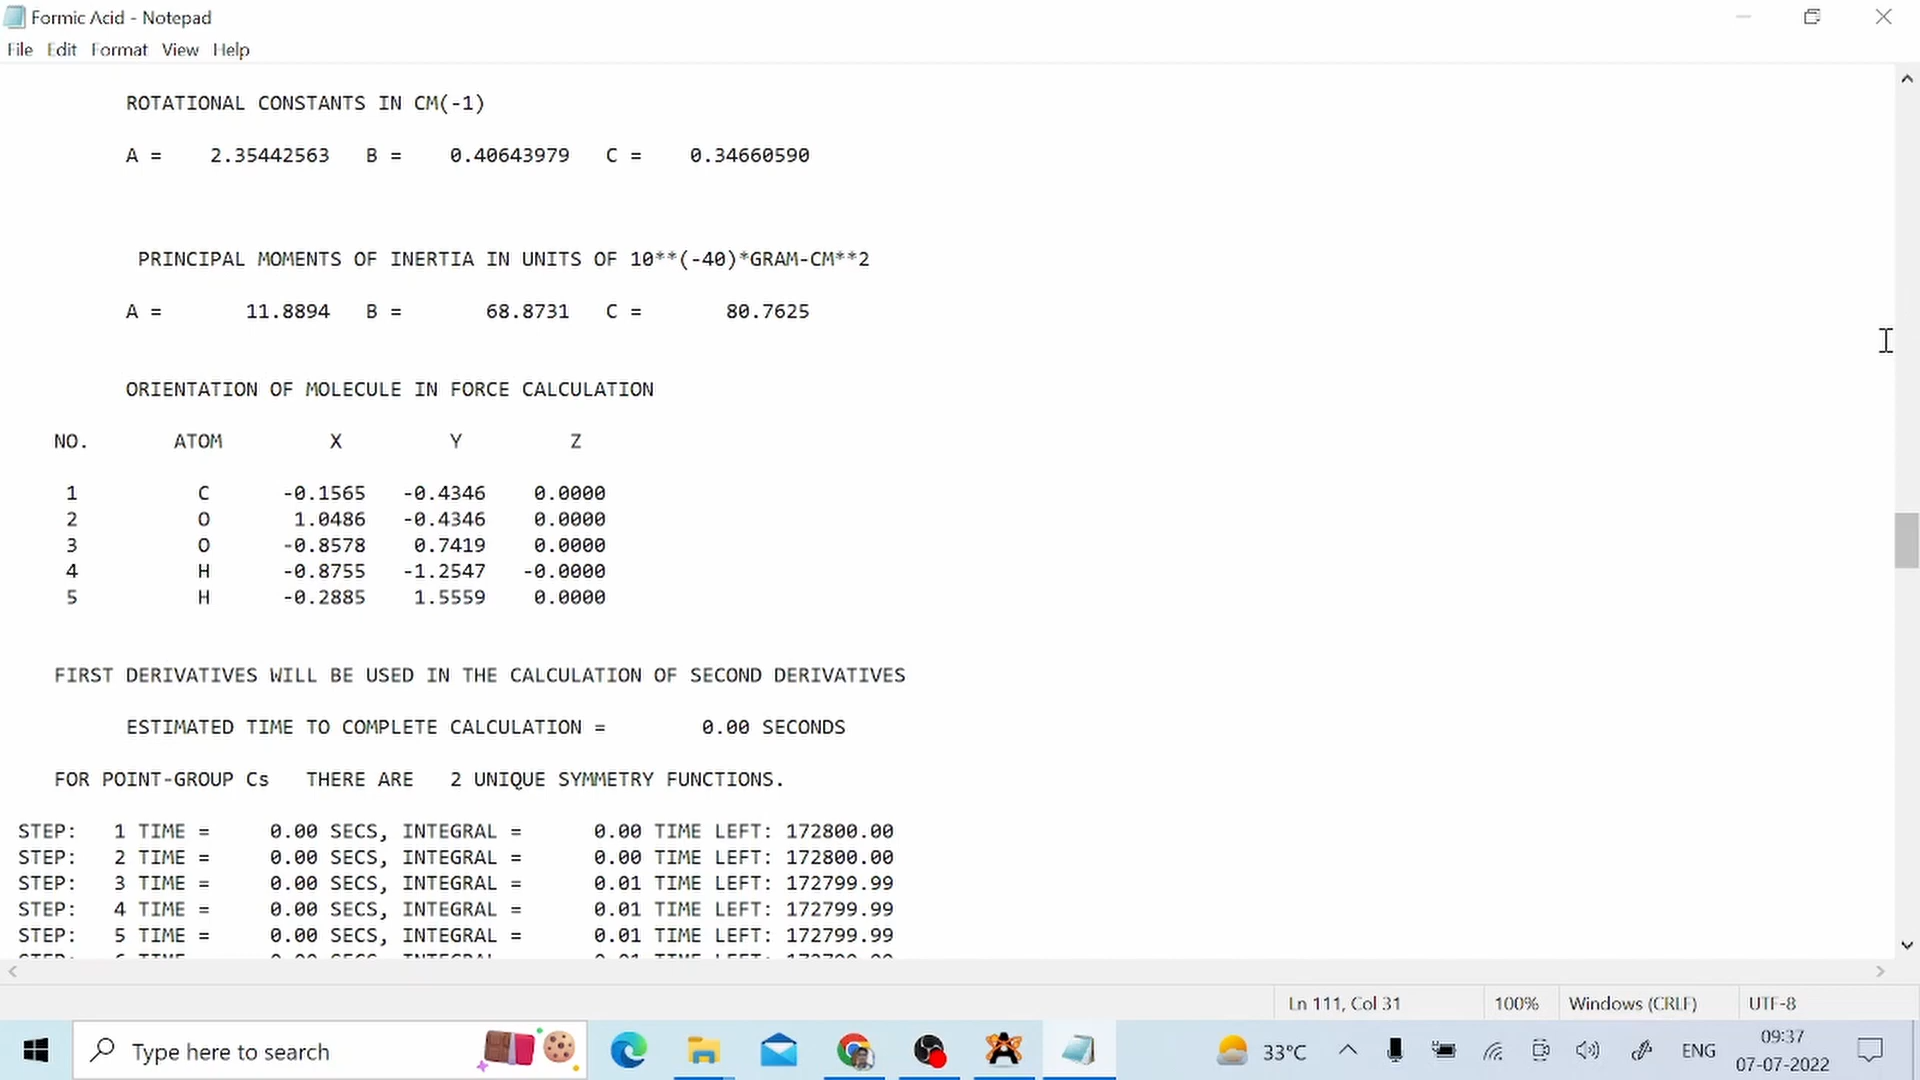 Formic Acid - Notepad
File Edit Format View Help
ROTATIONAL CONSTANTS IN CM(-1)
A = 2.35442563 B = 0.40643979 C = 0.34660590
PRINCIPAL MOMENTS OF INERTIA IN UNITS OF 10**(-40)*GRAM-CM**2
A = 11.8894 B = 68.8731 C = 80.7625
ORIENTATION OF MOLECULE IN FORCE CALCULATION
NO. ATOM X Y Z
1 C -0.1565 -0.4346 0.0000
2 O 1.0486 -0.4346 0.0000
3 O -0.8578 0.7419 0.0000
4 H -0.8755 -1.2547 -0.0000
5 H -0.2885 1.5559 0.0000
FIRST DERIVATIVES WILL BE USED IN THE CALCULATION OF SECOND DERIVATIVES
ESTIMATED TIME TO COMPLETE CALCULATION = 0.00 SECONDS
FOR POINT-GROUP Cs THERE ARE 2 UNIQUE SYMMETRY FUNCTIONS.
STEP: 1 TIME = 0.00 SECS, INTEGRAL = 0.00 TIME LEFT: 172800.00
STEP: 2 TIME = 0.00 SECS, INTEGRAL = 0.00 TIME LEFT: 172800.00
STEP: 3 TIME = 0.00 SECS, INTEGRAL = 0.01 TIME LEFT: 172799.99
STEP: 4 TIME = 0.00 SECS, INTEGRAL = 0.01 TIME LEFT: 172799.99
STEP: 5 TIME = 0.00 SECS, INTEGRAL = 0.01 TIME LEFT: 172799.99
Ln 111, Col 31 100% Windows (CRLF) UTF-8
Type here to search 33°C ENG 09:37
07-07-2022